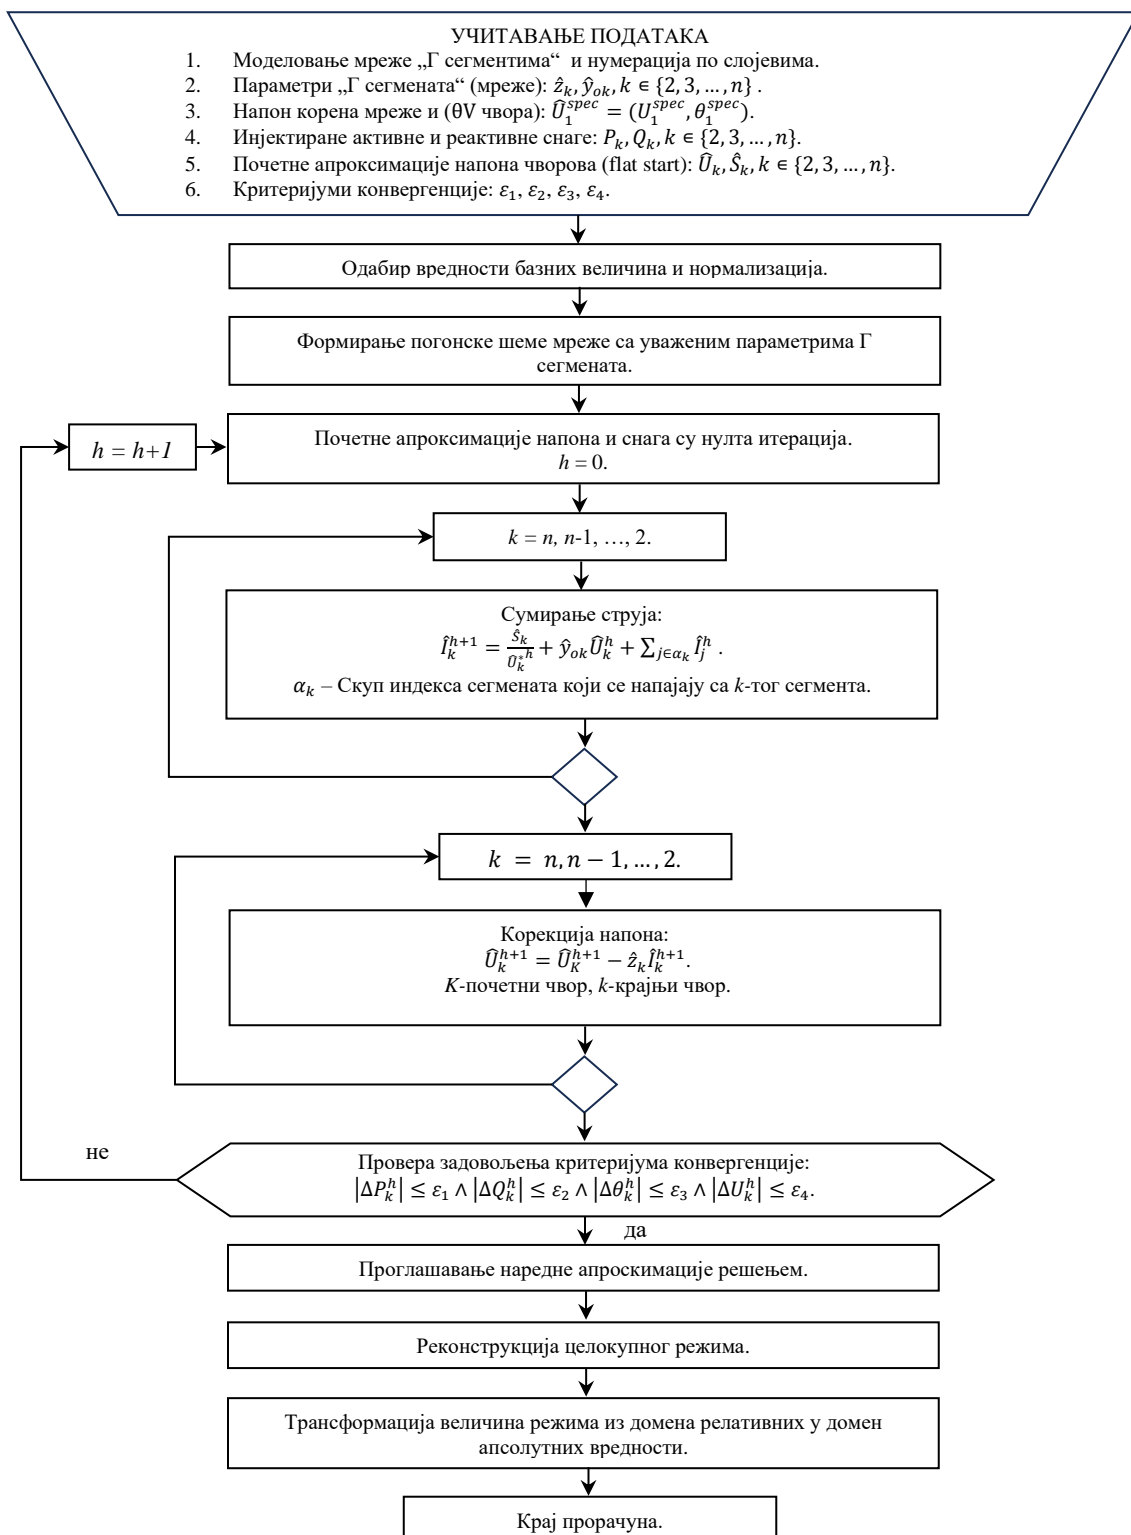 УЧИТАВАЊЕ ПОДАТАКА
1. Моделовање мреже „Г сегментима“ и нумерација по слојевима.
2. Параметри „Г сегмената“ (мреже): ẑ_k, ŷ_ok, k ∈ {2, 3, … , n} .
3. Напон корена мреже и (θV чвора): Û_1^spec = (U_1^spec, θ_1^spec).
4. Инјектиране активне и реактивне снаге: P_k, Q_k, k ∈ {2, 3, … , n}.
5. Почетне апроксимације напона чворова (flat start): Û_k, Ŝ_k, k ∈ {2, 3, … , n}.
6. Критеријуми конвергенције: ε_1, ε_2, ε_3, ε_4.
Одабир вредности базних величина и нормализација.
Формирање погонске шеме мреже са уваженим параметрима Г
сегмената.
h = h+1
Почетне апроксимације напона и снага су нулта итерација.
h = 0.
k = n, n-1, …, 2.
Сумирање струја:
Î_k^{h+1} = Ŝ_k / Û_k^{*h} + ŷ_ok Û_k^h + ∑_{j∈α_k} Î_j^h .
α_k – Скуп индекса сегмената који се напајају са k-тог сегмента.
k = n, n − 1, … , 2.
Корекција напона:
Û_k^{h+1} = Û_K^{h+1} − ẑ_k Î_k^{h+1}.
K-почетни чвор, k-крајњи чвор.
не
Провера задовољења критеријума конвергенције:
|ΔP_k^h| ≤ ε_1 ∧ |ΔQ_k^h| ≤ ε_2 ∧ |Δθ_k^h| ≤ ε_3 ∧ |ΔU_k^h| ≤ ε_4.
да
Проглашавање наредне апроскимације решењем.
Реконструкција целокупног режима.
Трансформација величина режима из домена релативних у домен
апсолутних вредности.
Крај прорачуна.